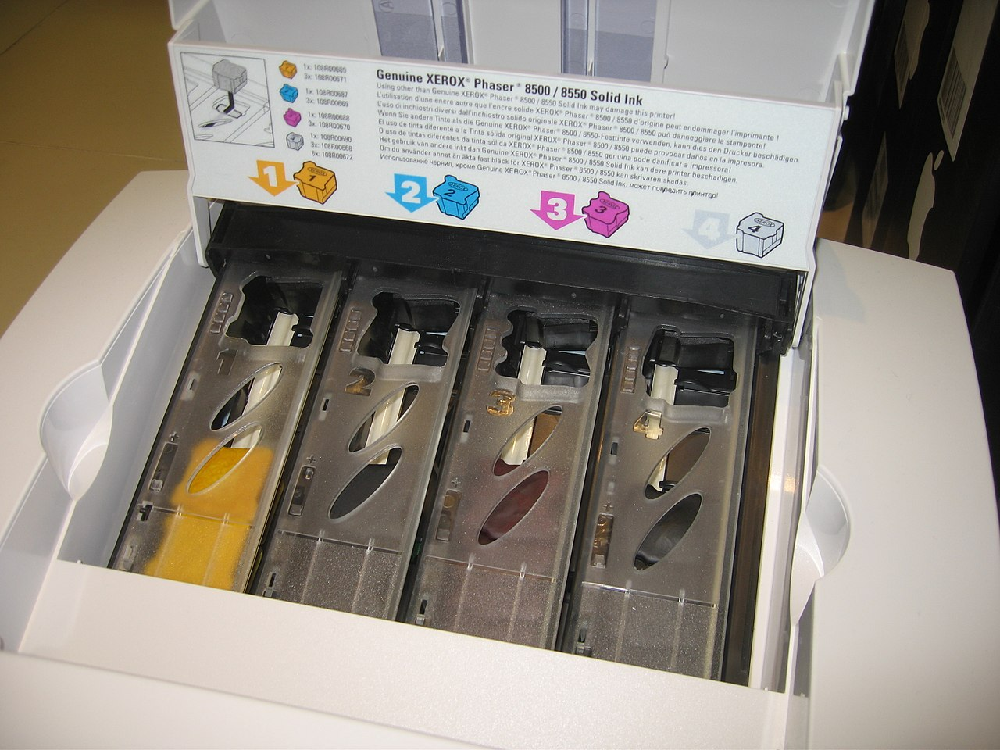 1x: 108R00689
3x: 108R00671
1x: 108R00687
3x: 108R00669
1x: 108R00688
3x: 108R00670
1x: 108R00690
3x: 108R00668
6x: 108R00672
Genuine XEROX® Phaser® 8500 / 8550 Solid Ink
Using other than Genuine XEROX® Phaser® 8500 / 8550 Solid Ink may damage this printer!
L'utilisation d'une encre autre que l'encre solide XEROX® Phaser® 8500 / 8550 d'origine peut endommager l'imprimante !
L'uso di inchiostri diversi dall'inchiostro solido originale XEROX® Phaser® 8500 / 8550 può danneggiare la stampante!
Wenn Sie andere Tinte als die Genuine XEROX® Phaser® 8500 / 8550-Festtinte verwenden, kann dies den Drucker beschädigen.
El uso de tinta diferente a la Tinta sólida original XEROX® Phaser® 8500 / 8550 puede provocar daños en la impresora.
O uso de tintas diferentes da tinta sólida XEROX® Phaser® 8500 / 8550 genuina pode danificar a impressora!
Het gebruik van andere inkt dan Genuine XEROX® Phaser® 8500 / 8550 Solid Ink kan deze printer beschadigen.
Om du använder annat än äkta fast bläck för XEROX® Phaser® 8500 / 8550 kan skrivaren skadas.
Использование чернил, кроме Genuine XEROX® Phaser® 8500 / 8550 Solid Ink, может повредить принтер!
1
XEROX
1
2
XEROX
2
3
XEROX
3
4
XEROX
4
1
2
3
4